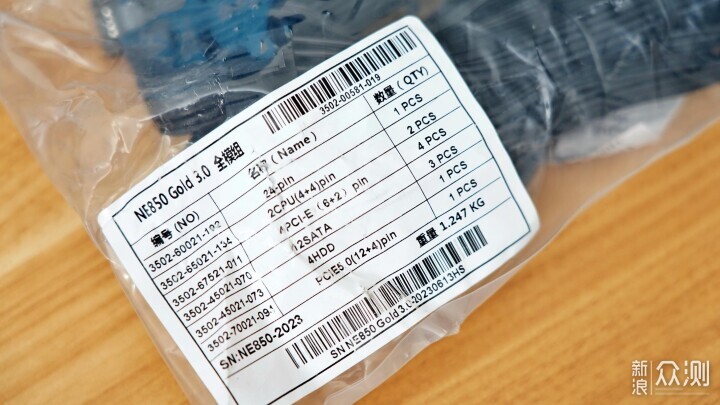 3502-00581-019
NE850 Gold 3.0 全模组
编号 (NO) 名称 (Name) 数量 (QTY)
3502-60021-192 24-pin 1 PCS
3502-65021-134 2CPU(4+4)pin 2 PCS
3502-67521-011 4PCI-E (6+2) pin 4 PCS
3502-45021-070 12SATA 3 PCS
3502-45021-073 4HDD 1 PCS
PCIE5.0(12+4)pin 1 PCS
SN:NE850-2023 重量 1.247 KG
SN:NE850 Gold 3.0-20230613HS
新浪众测